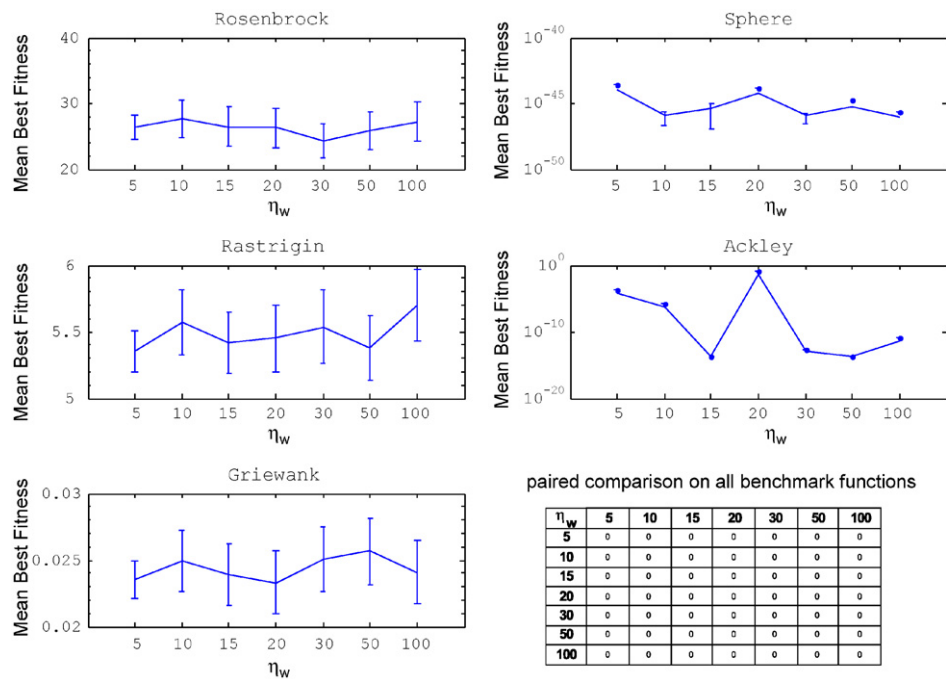 Rosenbrock
Mean Best Fitness
40
30
20
5 10 15 20 30 50 100
ηw
Sphere
Mean Best Fitness
10^-40
10^-45
10^-50
5 10 15 20 30 50 100
ηw
Rastrigin
Mean Best Fitness
6
5.5
5
5 10 15 20 30 50 100
ηw
Ackley
Mean Best Fitness
10^0
10^-10
10^-20
5 10 15 20 30 50 100
ηw
Griewank
Mean Best Fitness
0.03
0.025
0.02
5 10 15 20 30 50 100
ηw
paired comparison on all benchmark functions
ηw 5 10 15 20 30 50 100
5 0 0 0 0 0 0 0
10 0 0 0 0 0 0 0
15 0 0 0 0 0 0 0
20 0 0 0 0 0 0 0
30 0 0 0 0 0 0 0
50 0 0 0 0 0 0 0
100 0 0 0 0 0 0 0